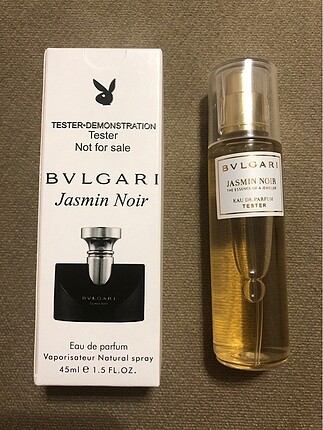 TESTER•DEMONSTRATION
Tester
Not for sale
BVLGARI
Jasmin Noir
BVLGARI
Eau de parfum
Vaporisateur Natural spray
45ml e 1.5 FL.OZ.
BVLGARI
JASMIN NOIR
THE ESSENCE OF A JEWELLER
EAU DE PARFUM
TESTER